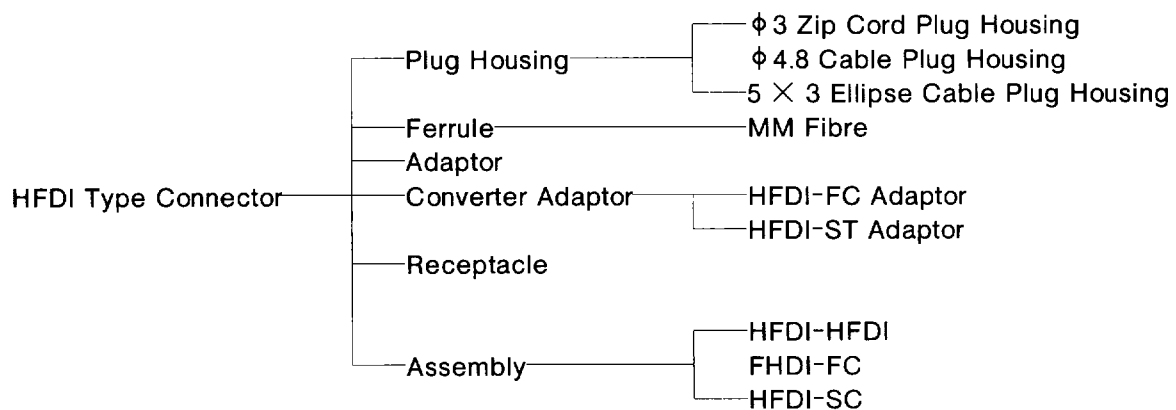 HFDI Type Connector
Plug Housing
ϕ3 Zip Cord Plug Housing
ϕ4.8 Cable Plug Housing
5 × 3 Ellipse Cable Plug Housing
Ferrule
MM Fibre
Adaptor
Converter Adaptor
HFDI-FC Adaptor
HFDI-ST Adaptor
Receptacle
Assembly
HFDI-HFDI
FHDI-FC
HFDI-SC